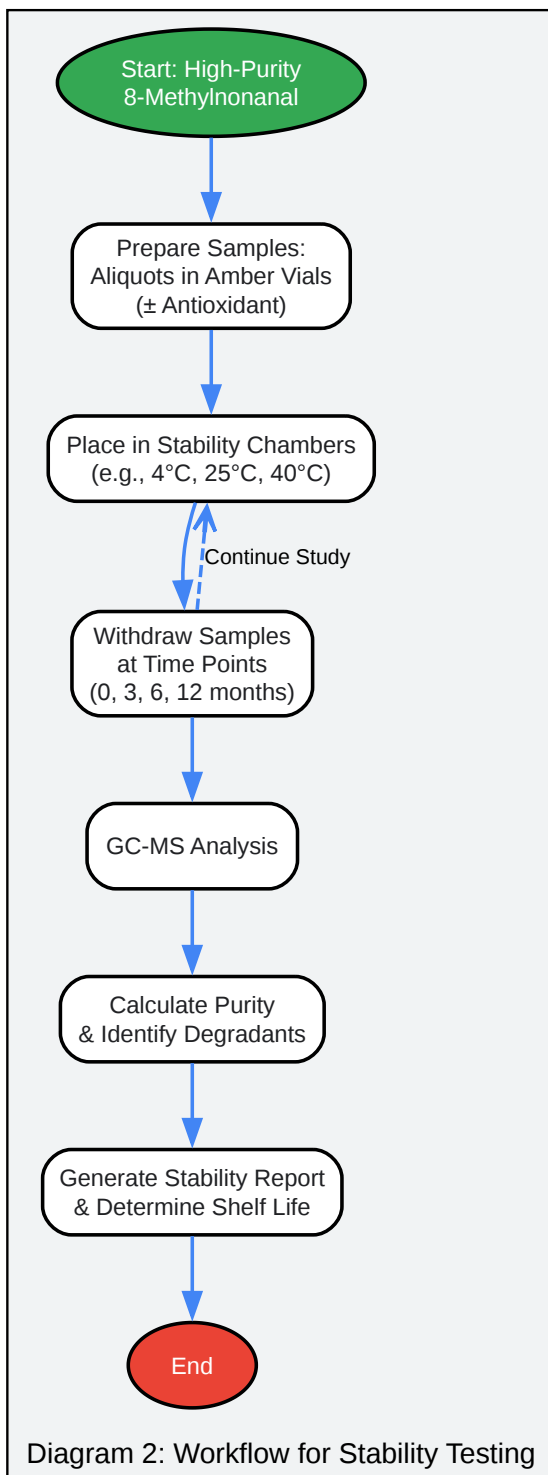 Start: High-Purity
8-Methylnonanal
Prepare Samples:
Aliquots in Amber Vials
(± Antioxidant)
Place in Stability Chambers
(e.g., 4°C, 25°C, 40°C)
Continue Study
Withdraw Samples
at Time Points
(0, 3, 6, 12 months)
GC-MS Analysis
Calculate Purity
& Identify Degradants
Generate Stability Report
& Determine Shelf Life
End
Diagram 2: Workflow for Stability Testing